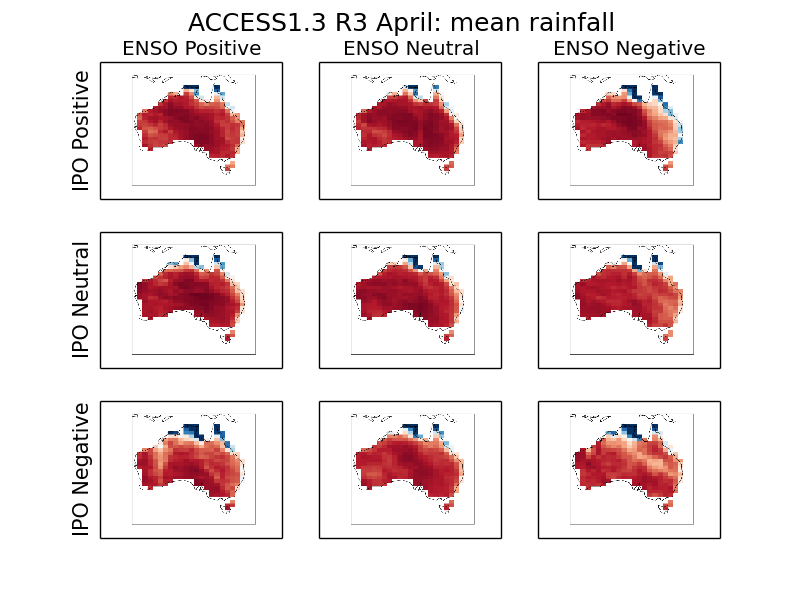 ACCESS1.3 R3 April: mean rainfall
ENSO Positive
ENSO Neutral
ENSO Negative
IPO Positive
IPO Neutral
IPO Negative